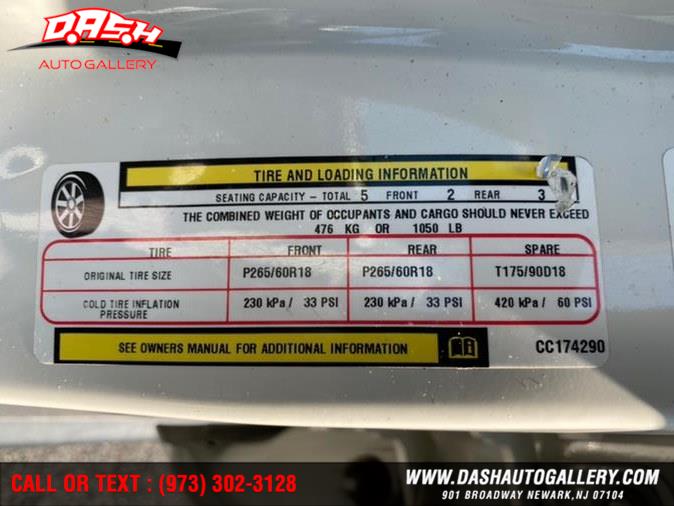 DASH
AUTO GALLERY
TIRE AND LOADING INFORMATION
SEATING CAPACITY - TOTAL 5 FRONT 2 REAR 3
THE COMBINED WEIGHT OF OCCUPANTS AND CARGO SHOULD NEVER EXCEED
476 KG OR 1050 LB
TIRE FRONT REAR SPARE
ORIGINAL TIRE SIZE P265/60R18 P265/60R18 T175/90D18
COLD TIRE INFLATION PRESSURE 230 kPa / 33 PSI 230 kPa / 33 PSI 420 kPa / 60 PSI
SEE OWNERS MANUAL FOR ADDITIONAL INFORMATION CC174290
CALL OR TEXT : (973) 302-3128
WWW.DASHAUTOGALLERY.COM
901 BROADWAY NEWARK,NJ 07104